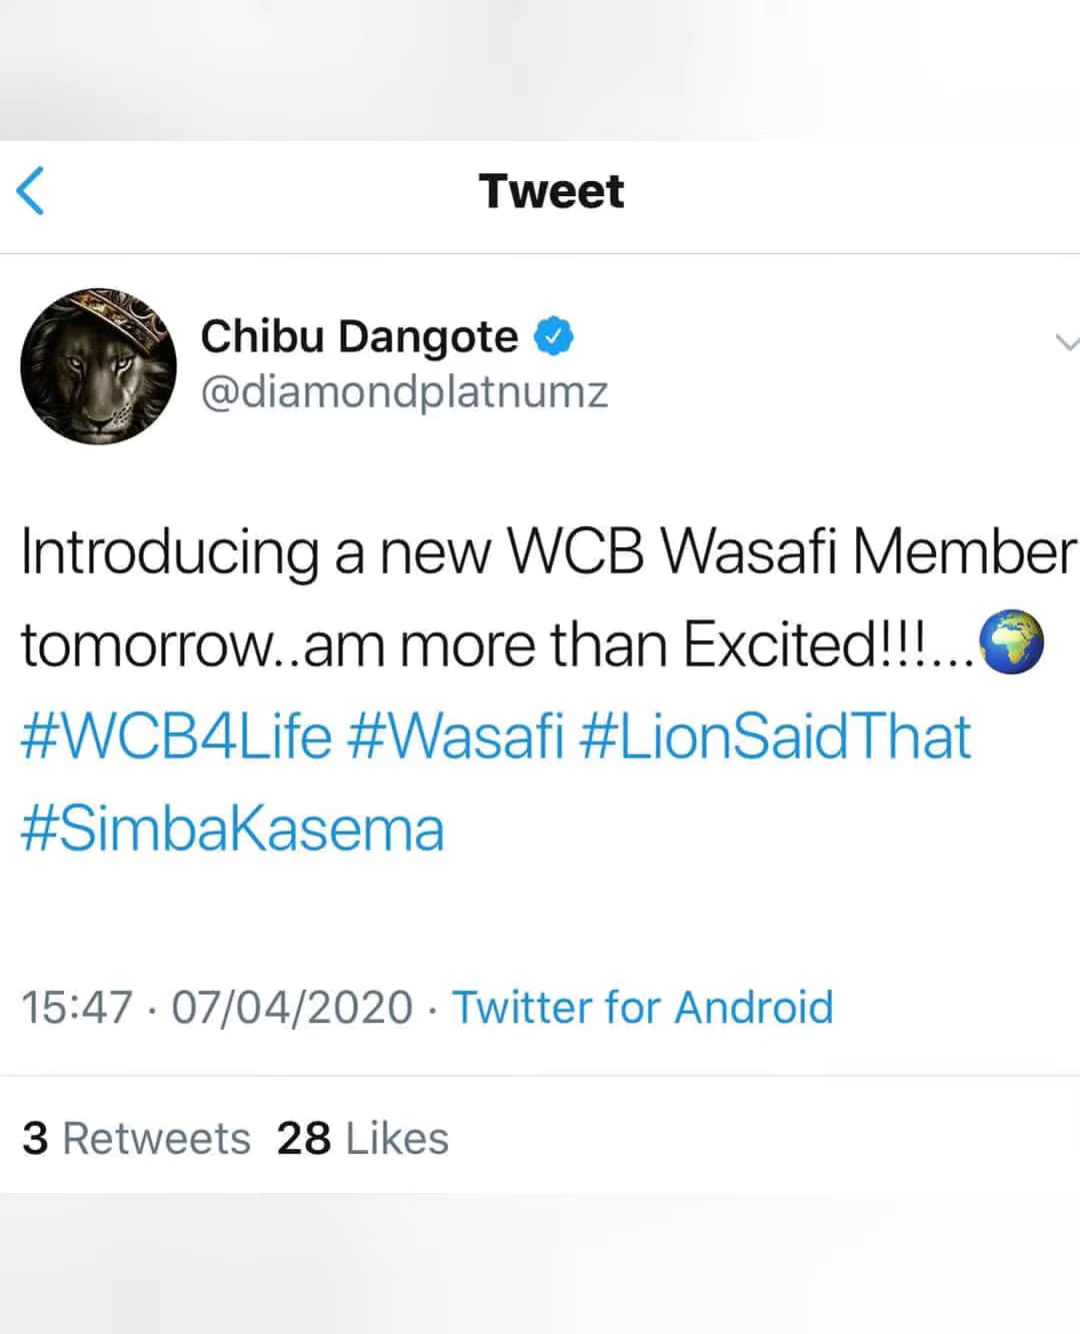 Tweet
Chibu Dangote
@diamondplatnumz
Introducing a new WCB Wasafi Member
tomorrow..am more than Excited!!!...🌍
#WCB4Life #Wasafi #LionSaidThat
#SimbaKasema
15:47 · 07/04/2020 · Twitter for Android
3 Retweets 28 Likes